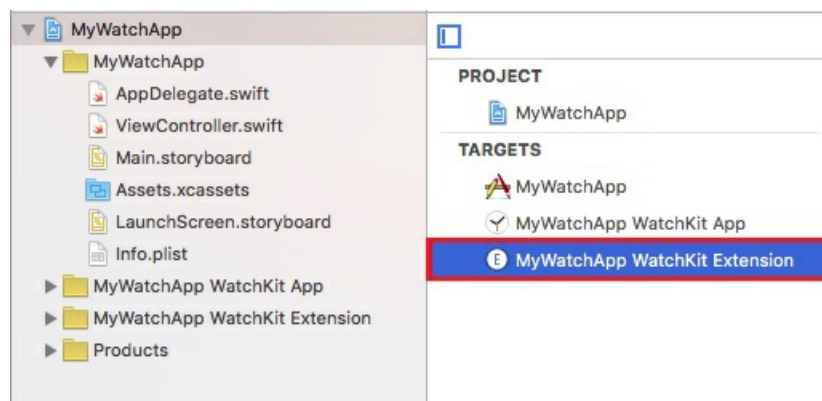 MyWatchApp
MyWatchApp
AppDelegate.swift
ViewController.swift
Main.storyboard
Assets.xcassets
LaunchScreen.storyboard
Info.plist
MyWatchApp WatchKit App
MyWatchApp WatchKit Extension
Products
PROJECT
MyWatchApp
TARGETS
MyWatchApp
MyWatchApp WatchKit App
E MyWatchApp WatchKit Extension